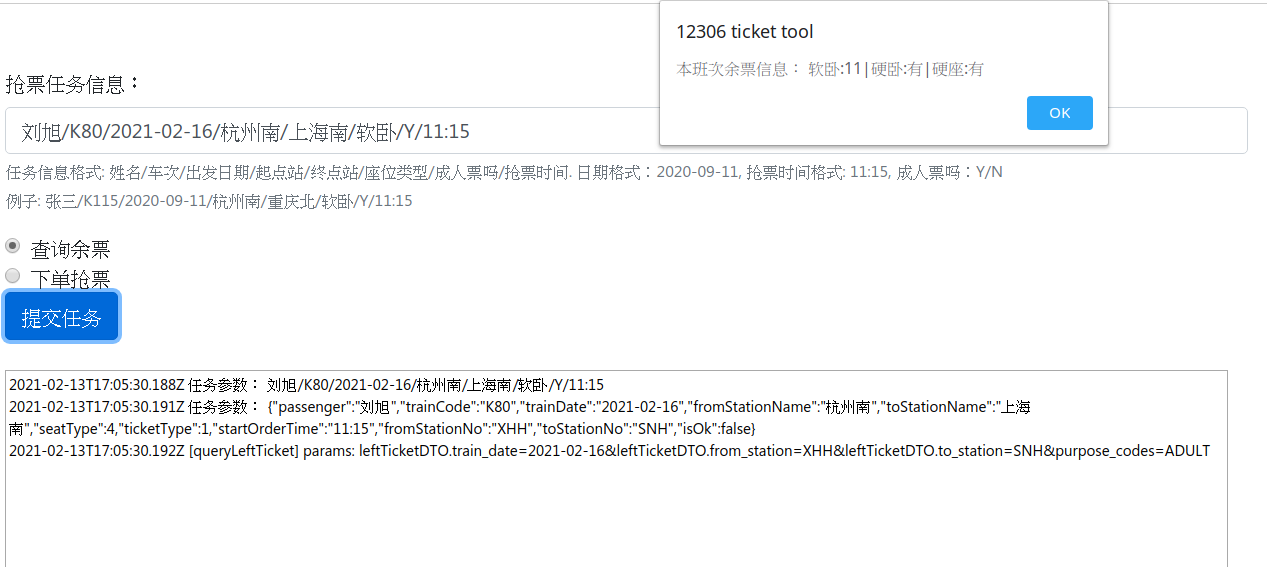 12306 ticket tool
本班次余票信息： 软卧:11|硬卧:有|硬座:有
OK
抢票任务信息：
刘旭/K80/2021-02-16/杭州南/上海南/软卧/Y/11:15
任务信息格式: 姓名/车次/出发日期/起点站/终点站/座位类型/成人票吗/抢票时间. 日期格式：2020-09-11, 抢票时间格式: 11:15, 成人票吗：Y/N
例子: 张三/K115/2020-09-11/杭州南/重庆北/软卧/Y/11:15
查询余票
下单抢票
提交任务
2021-02-13T17:05:30.188Z 任务参数： 刘旭/K80/2021-02-16/杭州南/上海南/软卧/Y/11:15
2021-02-13T17:05:30.191Z 任务参数： {"passenger":"刘旭","trainCode":"K80","trainDate":"2021-02-16","fromStationName":"杭州南","toStationName":"上海
南","seatType":4,"ticketType":1,"startOrderTime":"11:15","fromStationNo":"XHH","toStationNo":"SNH","isOk":false}
2021-02-13T17:05:30.192Z [queryLeftTicket] params: leftTicketDTO.train_date=2021-02-16&leftTicketDTO.from_station=XHH&leftTicketDTO.to_station=SNH&purpose_codes=ADULT